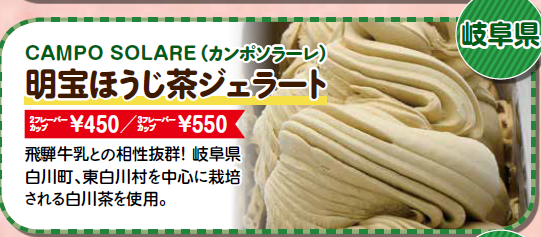 岐阜県
CAMPO SOLARE（カンポソラーレ）
明宝ほうじ茶ジェラート
2フレーバーカップ ¥450／3フレーバーカップ ¥550
飛騨牛乳との相性抜群！ 岐阜県
白川町、東白川村を中心に栽培
される白川茶を使用。